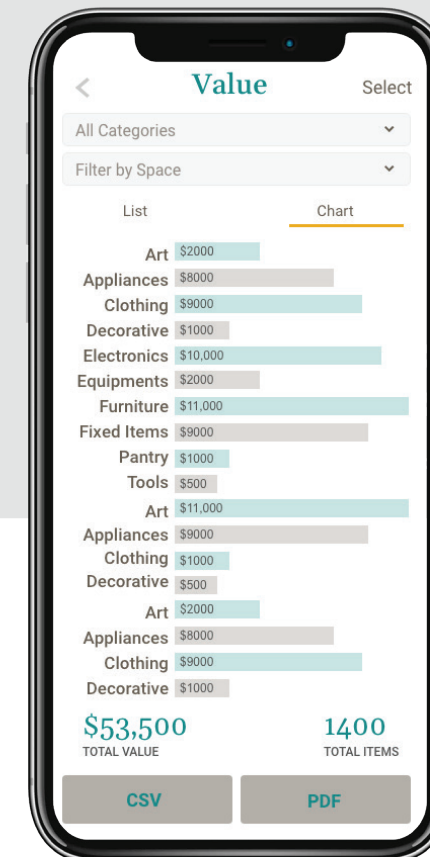 Value
Select
All Categories
Filter by Space
List Chart
Art $2000
Appliances $8000
Clothing $9000
Decorative $1000
Electronics $10,000
Equipments $2000
Furniture $11,000
Fixed Items $9000
Pantry $1000
Tools $500
Art $11,000
Appliances $9000
Clothing $1000
Decorative $500
Art $2000
Appliances $8000
Clothing $9000
Decorative $1000
$53,500 1400
TOTAL VALUE TOTAL ITEMS
CSV PDF